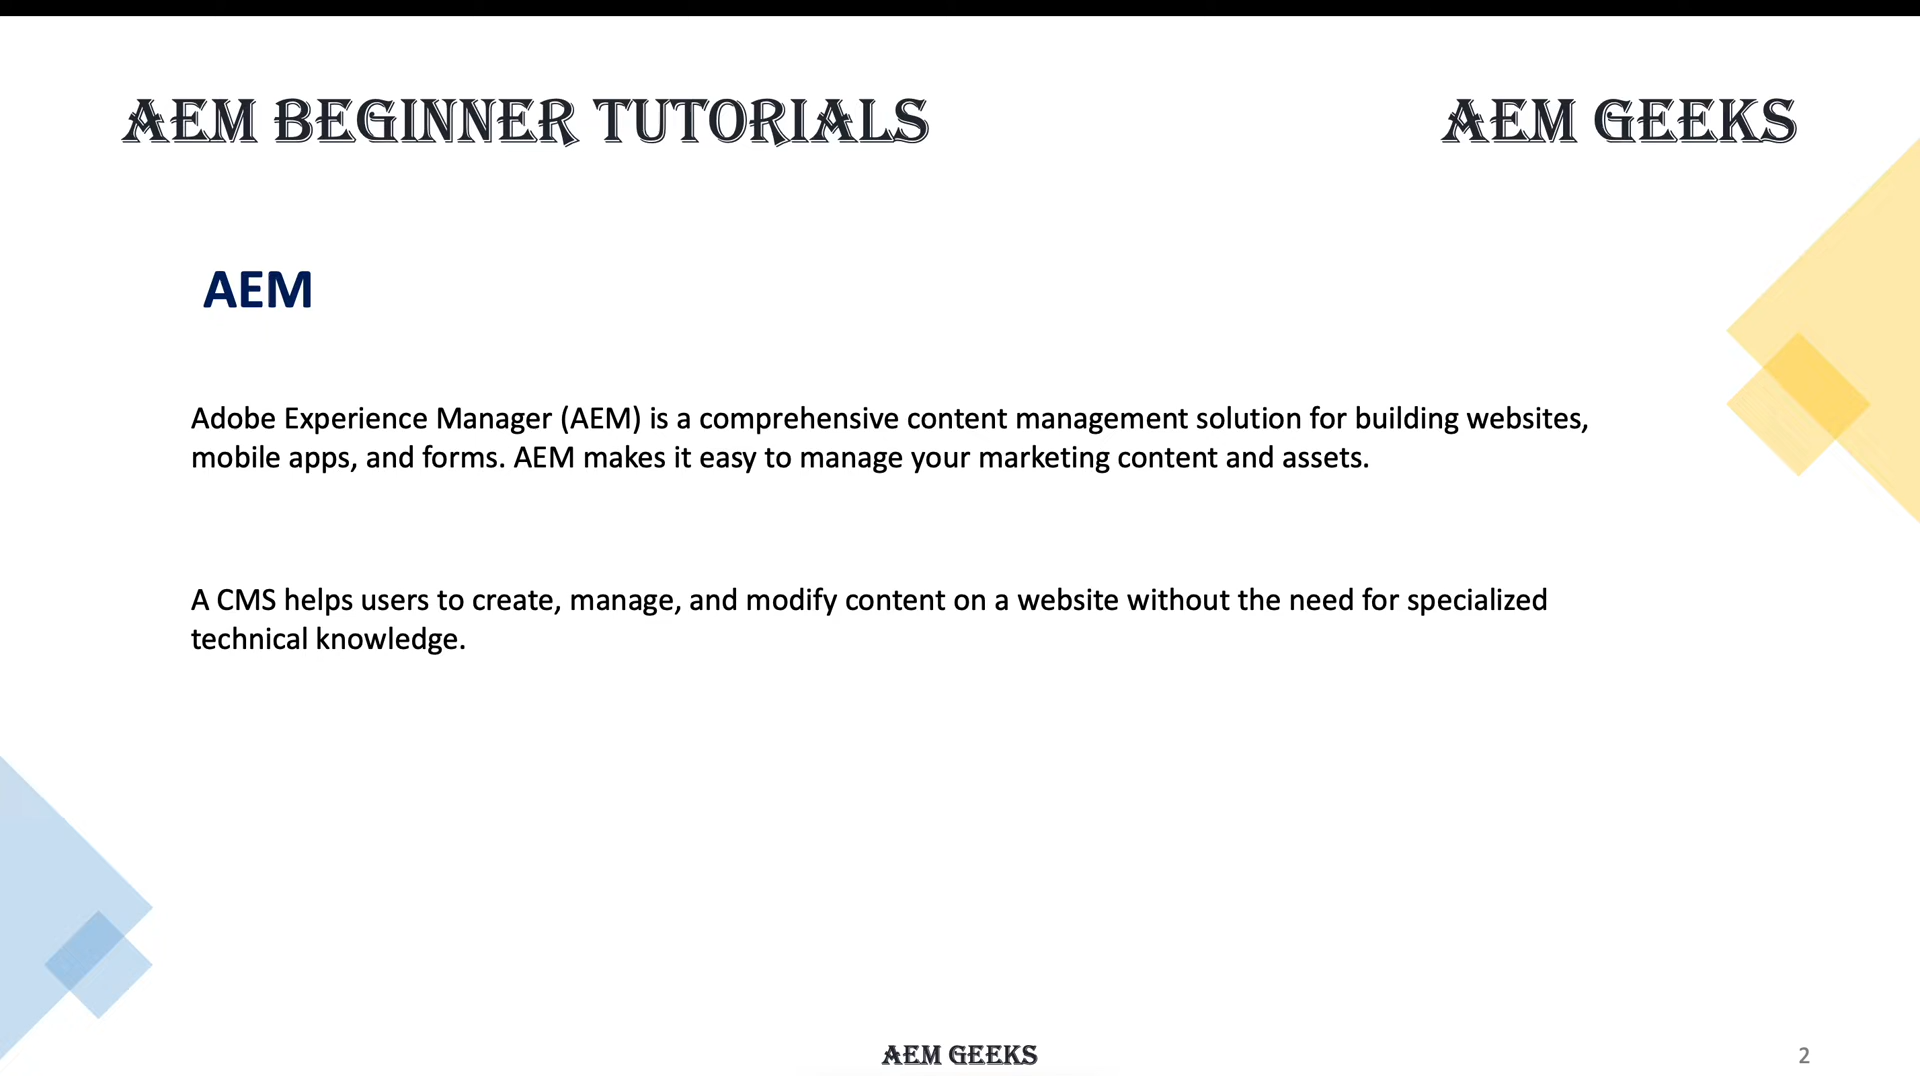 AEM BEGINNER TUTORIALS
AEM GEEKS
AEM
Adobe Experience Manager (AEM) is a comprehensive content management solution for building websites,
mobile apps, and forms. AEM makes it easy to manage your marketing content and assets.
A CMS helps users to create, manage, and modify content on a website without the need for specialized
technical knowledge.
AEM GEEKS
2